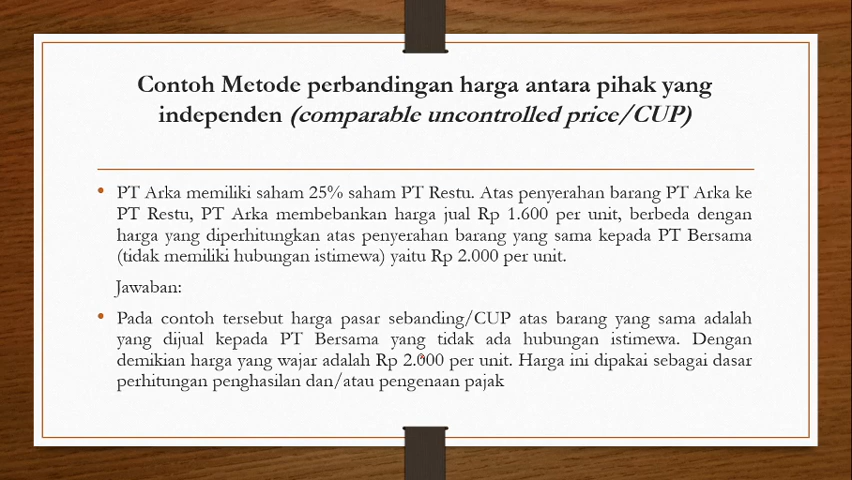 Contoh Metode perbandingan harga antara pihak yang
independen (comparable uncontrolled price/CUP)
• PT Arka memiliki saham 25% saham PT Restu. Atas penyerahan barang PT Arka ke
PT Restu, PT Arka membebankan harga jual Rp 1.600 per unit, berbeda dengan
harga yang diperhitungkan atas penyerahan barang yang sama kepada PT Bersama
(tidak memiliki hubungan istimewa) yaitu Rp 2.000 per unit.
Jawaban:
• Pada contoh tersebut harga pasar sebanding/CUP atas barang yang sama adalah
yang dijual kepada PT Bersama yang tidak ada hubungan istimewa. Dengan
demikian harga yang wajar adalah Rp 2.000 per unit. Harga ini dipakai sebagai dasar
perhitungan penghasilan dan/atau pengenaan pajak